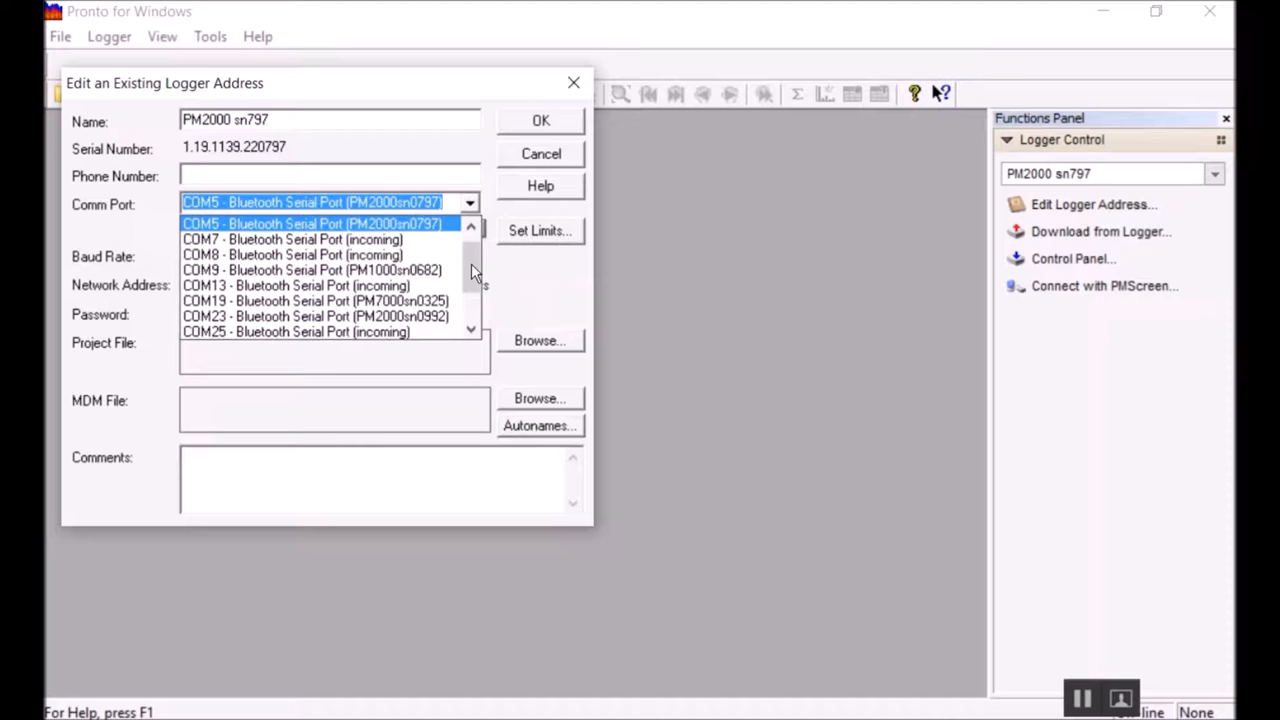 Pronto for Windows
File Logger View Tools Help
Edit an Existing Logger Address
Name: PM2000 sn797
OK
Serial Number: 1.19.1139.220797
Cancel
Phone Number:
Help
Comm Port: COM5 - Bluetooth Serial Port (PM2000sn0797)
COM5 - Bluetooth Serial Port (PM2000sn0797)
Set Limits...
COM7 - Bluetooth Serial Port (incoming)
COM8 - Bluetooth Serial Port (incoming)
Baud Rate:
COM9 - Bluetooth Serial Port (PM1000sn0682)
COM13 - Bluetooth Serial Port (incoming)
Network Address:
COM19 - Bluetooth Serial Port (PM7000sn0325)
COM23 - Bluetooth Serial Port (PM2000sn0992)
Password:
COM25 - Bluetooth Serial Port (incoming)
Project File:
Browse...
MDM File:
Browse...
Autonames...
Comments:
Functions Panel
Logger Control
PM2000 sn797
Edit Logger Address...
Download from Logger...
Control Panel...
Connect with PMScreen...
For Help, press F1
None